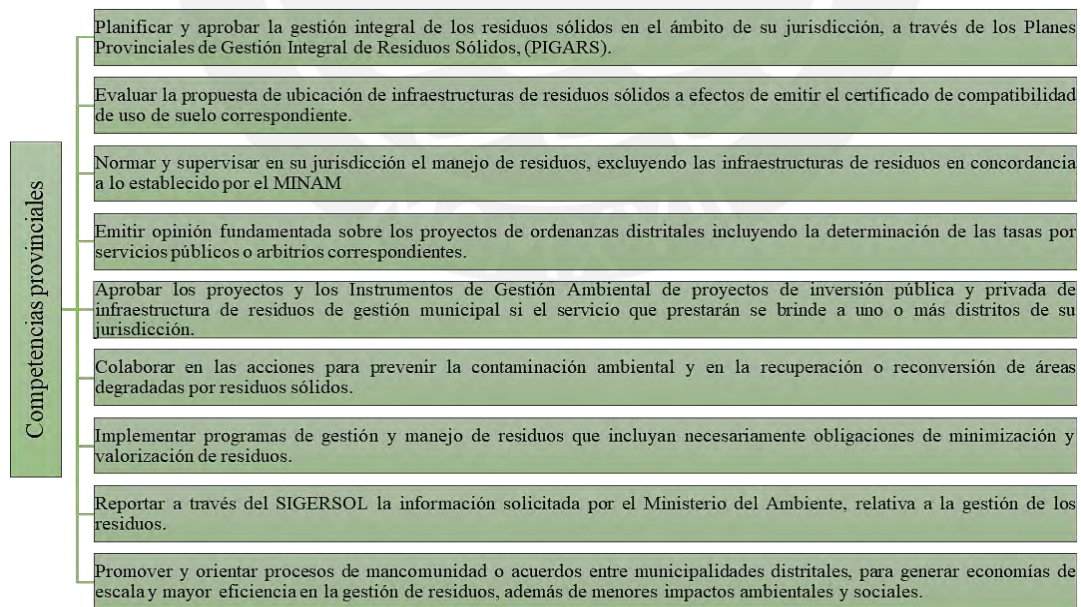 Competencias provinciales
Planificar y aprobar la gestión integral de los residuos sólidos en el ámbito de su jurisdicción, a través de los Planes
Provinciales de Gestión Integral de Residuos Sólidos, (PIGARS).
Evaluar la propuesta de ubicación de infraestructuras de residuos sólidos a efectos de emitir el certificado de compatibilidad
de uso de suelo correspondiente.
Normar y supervisar en su jurisdicción el manejo de residuos, excluyendo las infraestructuras de residuos en concordancia
a lo establecido por el MINAM
Emitir opinión fundamentada sobre los proyectos de ordenanzas distritales incluyendo la determinación de las tasas por
servicios públicos o arbitrios correspondientes.
Aprobar los proyectos y los Instrumentos de Gestión Ambiental de proyectos de inversión pública y privada de
infraestructura de residuos de gestión municipal si el servicio que prestarán se brinde a uno o más distritos de su
jurisdicción.
Colaborar en las acciones para prevenir la contaminación ambiental y en la recuperación o reconversión de áreas
degradadas por residuos sólidos.
Implementar programas de gestión y manejo de residuos que incluyan necesariamente obligaciones de minimización y
valorización de residuos.
Reportar a través del SIGERSOL la información solicitada por el Ministerio del Ambiente, relativa a la gestión de los
residuos.
Promover y orientar procesos de mancomunidad o acuerdos entre municipalidades distritales, para generar economías de
escala y mayor eficiencia en la gestión de residuos, además de menores impactos ambientales y sociales.